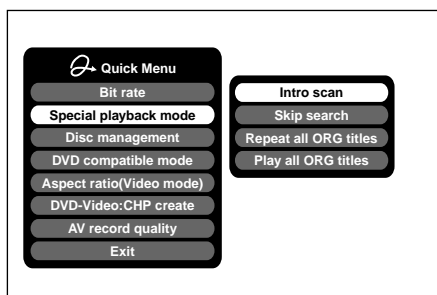 Quick Menu
Bit rate
Special playback mode
Disc management
DVD compatible mode
Aspect ratio(Video mode)
DVD-Video:CHP create
AV record quality
Exit
Intro scan
Skip search
Repeat all ORG titles
Play all ORG titles